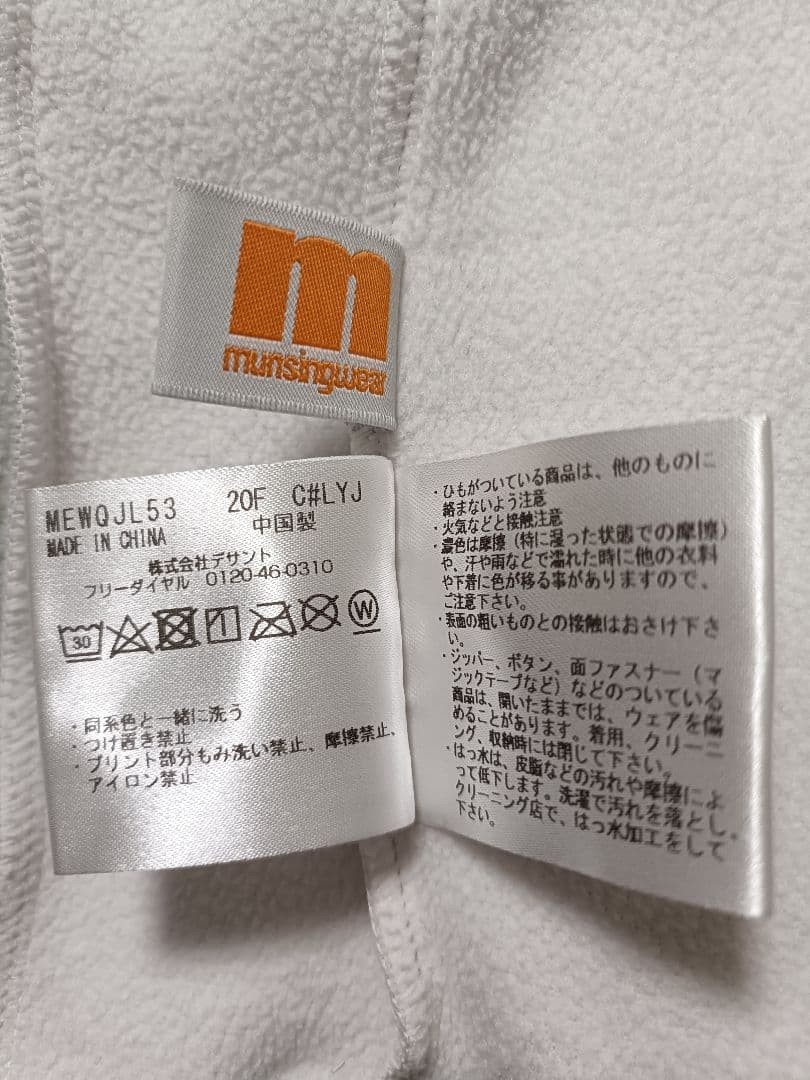 m
munsingwear
MEWQJL53 20F C#LYJ
MADE IN CHINA 中国製
株式会社デサント
フリーダイヤル 0120-46-0310
30 1 W
・同系色と一緒に洗う
・つけ置き禁止
・プリント部分もみ洗い禁止、摩擦禁止、
アイロン禁止
・ひもがついている商品は、他のものに
絡まないよう注意
・火気などと接触注意
・濃色は摩擦（特に湿った状態での摩擦）
や、汗や雨などで濡れた時に他の衣料
や下着に色が移る事がありますので、
ご注意下さい。
・表面の粗いものとの接触はおさけ下さ
い。
・ジッパー、ボタン、面ファスナー（マ
ジックテープなど）などのついている
商品は、開いたままでは、ウェアを傷
めることがあります。着用、クリーニ
ング、収納時には閉じて下さい。
・はっ水は、皮脂などの汚れや摩擦によ
って低下します。洗濯で汚れを落とし、
クリーニング店で、はっ水加工をして
下さい。